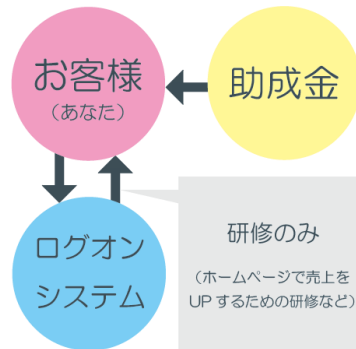 お客様
（あなた）
助成金
ログオン
システム
研修のみ
（ホームページで売上を
UPするための研修など）